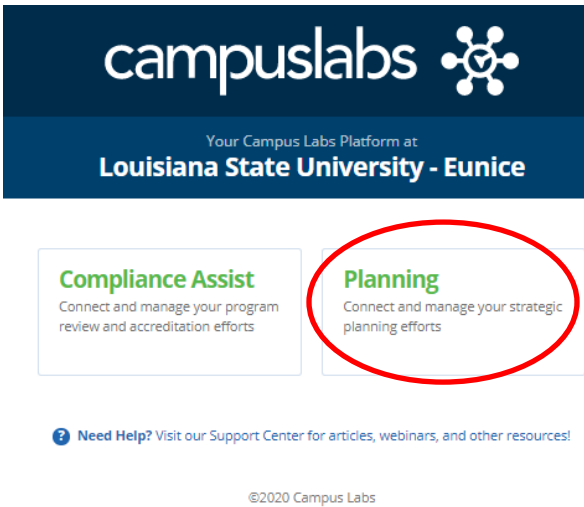 campuslabs
Your Campus Labs Platform at
Louisiana State University - Eunice
Compliance Assist
Connect and manage your program
review and accreditation efforts
Planning
Connect and manage your strategic
planning efforts
? Need Help? Visit our Support Center for articles, webinars, and other resources!
©2020 Campus Labs